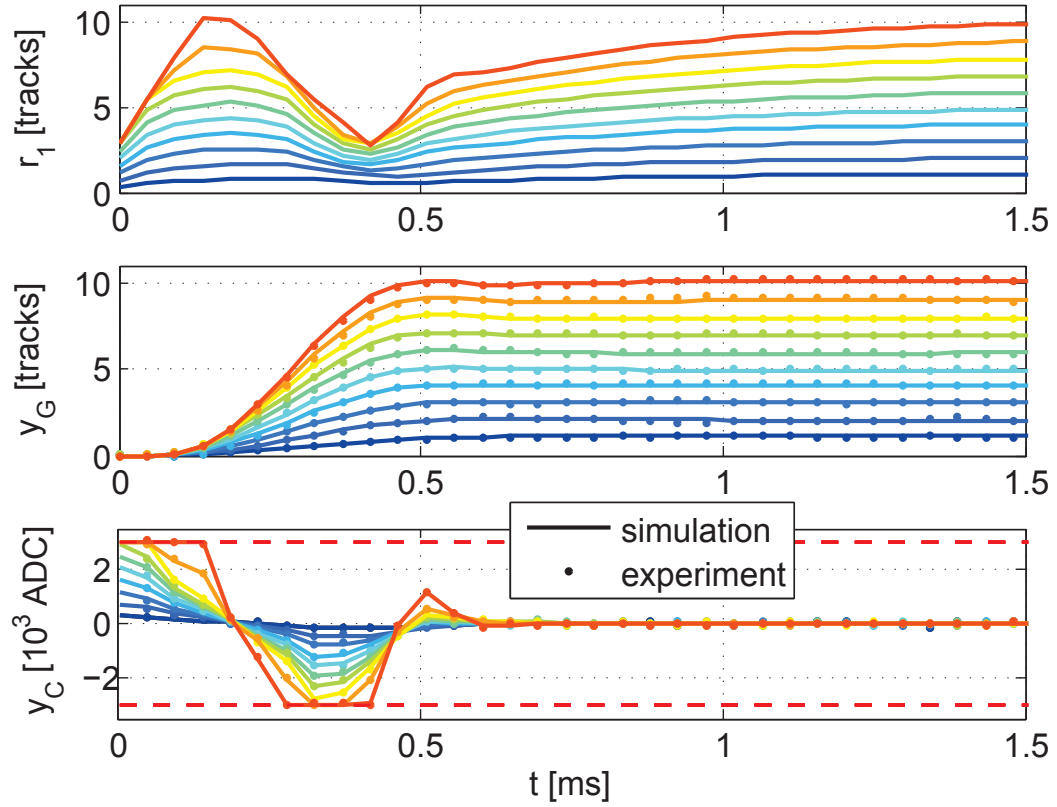 10
5
0
r1 [tracks]
0 0.5 1 1.5
10
5
0
yG [tracks]
0 0.5 1 1.5
simulation
experiment
2
0
−2
yC [10³ ADC]
0 0.5 1 1.5
t [ms]